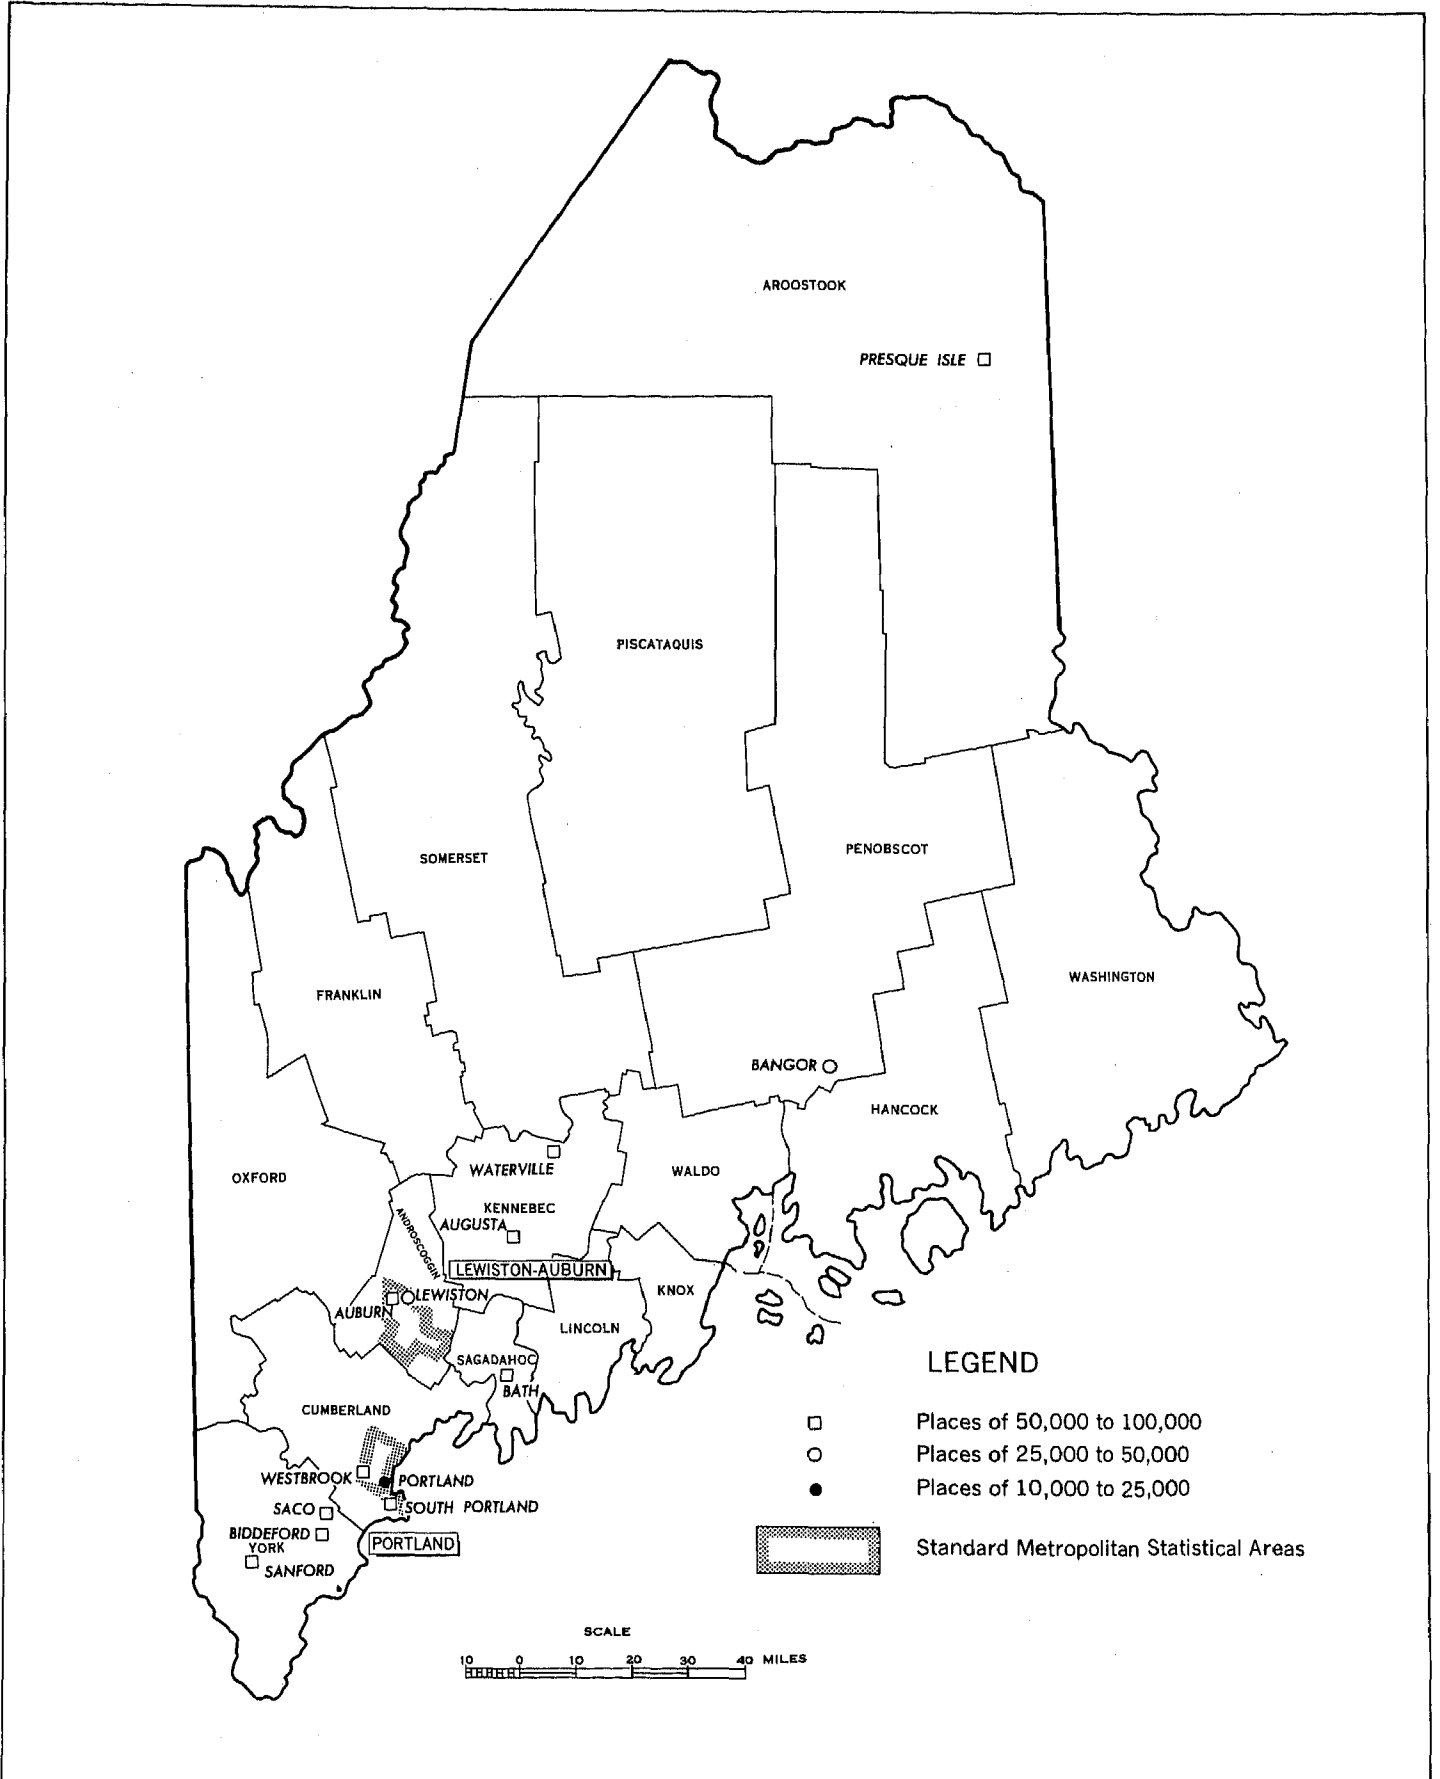 AROOSTOOK
PRESQUE ISLE
PISCATAQUIS
SOMERSET
PENOBSCOT
FRANKLIN
WASHINGTON
BANGOR
HANCOCK
OXFORD
WATERVILLE
WALDO
KENNEBEC
AUGUSTA
ANDROSCOGGIN
LEWISTON-AUBURN
KNOX
LEWISTON
AUBURN
LINCOLN
SAGADAHOC
BATH
CUMBERLAND
WESTBROOK
PORTLAND
SACO
SOUTH PORTLAND
BIDDEFORD
YORK
PORTLAND
SANFORD
LEGEND
Places of 50,000 to 100,000
Places of 25,000 to 50,000
Places of 10,000 to 25,000
Standard Metropolitan Statistical Areas
SCALE
10 0 10 20 30 40 MILES